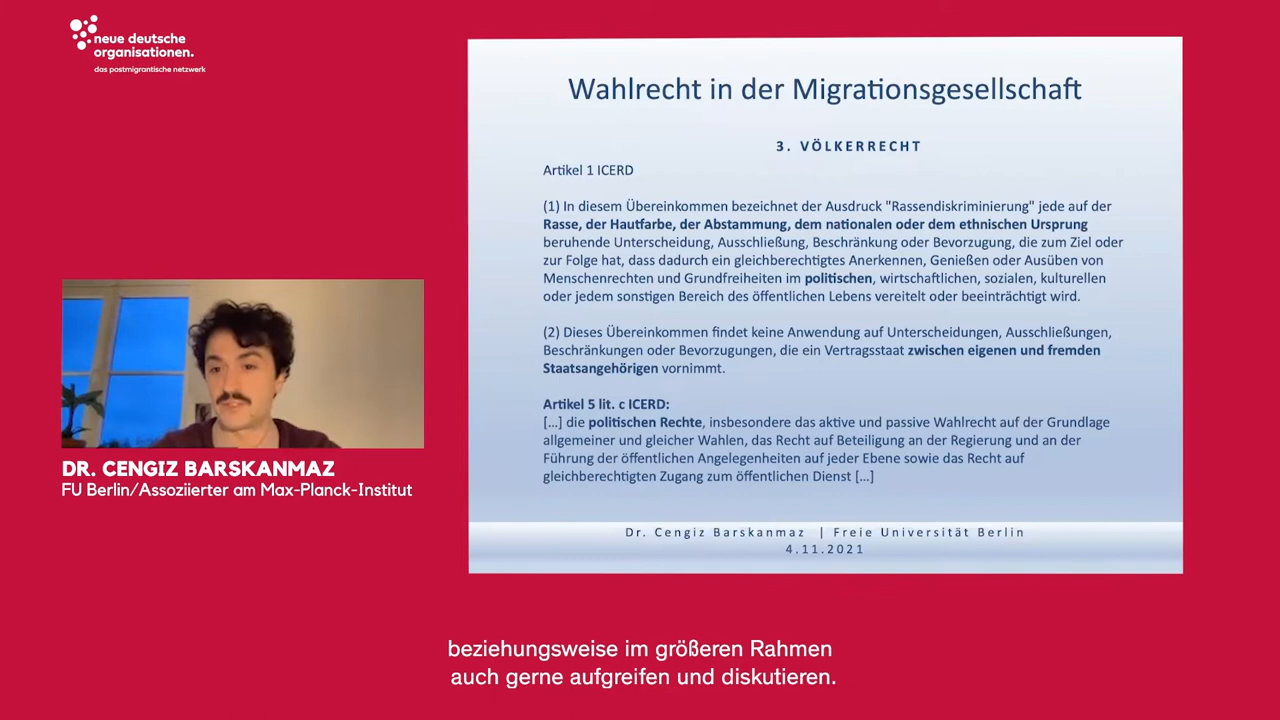 neue deutsche
organisationen.
das postmigrantische netzwerk
Wahlrecht in der Migrationsgesellschaft
3. VÖLKERRECHT
Artikel 1 ICERD
(1) In diesem Übereinkommen bezeichnet der Ausdruck "Rassendiskriminierung" jede auf der
Rasse, der Hautfarbe, der Abstammung, dem nationalen oder dem ethnischen Ursprung
beruhende Unterscheidung, Ausschließung, Beschränkung oder Bevorzugung, die zum Ziel oder
zur Folge hat, dass dadurch ein gleichberechtigtes Anerkennen, Genießen oder Ausüben von
Menschenrechten und Grundfreiheiten im politischen, wirtschaftlichen, sozialen, kulturellen
oder jedem sonstigen Bereich des öffentlichen Lebens vereitelt oder beeinträchtigt wird.
(2) Dieses Übereinkommen findet keine Anwendung auf Unterscheidungen, Ausschließungen,
Beschränkungen oder Bevorzugungen, die ein Vertragsstaat zwischen eigenen und fremden
Staatsangehörigen vornimmt.
Artikel 5 lit. c ICERD:
[...] die politischen Rechte, insbesondere das aktive und passive Wahlrecht auf der Grundlage
allgemeiner und gleicher Wahlen, das Recht auf Beteiligung an der Regierung und an der
Führung der öffentlichen Angelegenheiten auf jeder Ebene sowie das Recht auf
gleichberechtigten Zugang zum öffentlichen Dienst [...]
Dr. Cengiz Barskanmaz | Freie Universität Berlin
4.11.2021
DR. CENGIZ BARSKANMAZ
FU Berlin/Assoziierter am Max-Planck-Institut
beziehungsweise im größeren Rahmen
auch gerne aufgreifen und diskutieren.